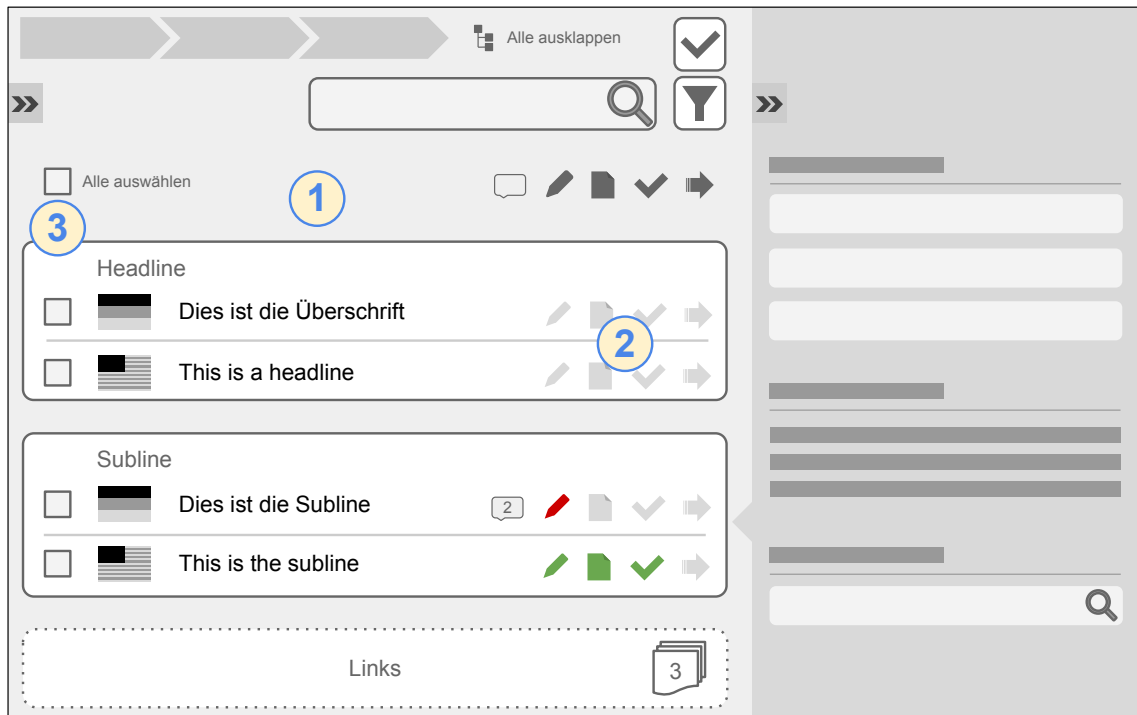 Alle ausklappen
Alle auswählen
1
3
Headline
Dies ist die Überschrift
2
This is a headline
Subline
Dies ist die Subline
2
This is the subline
Links
3